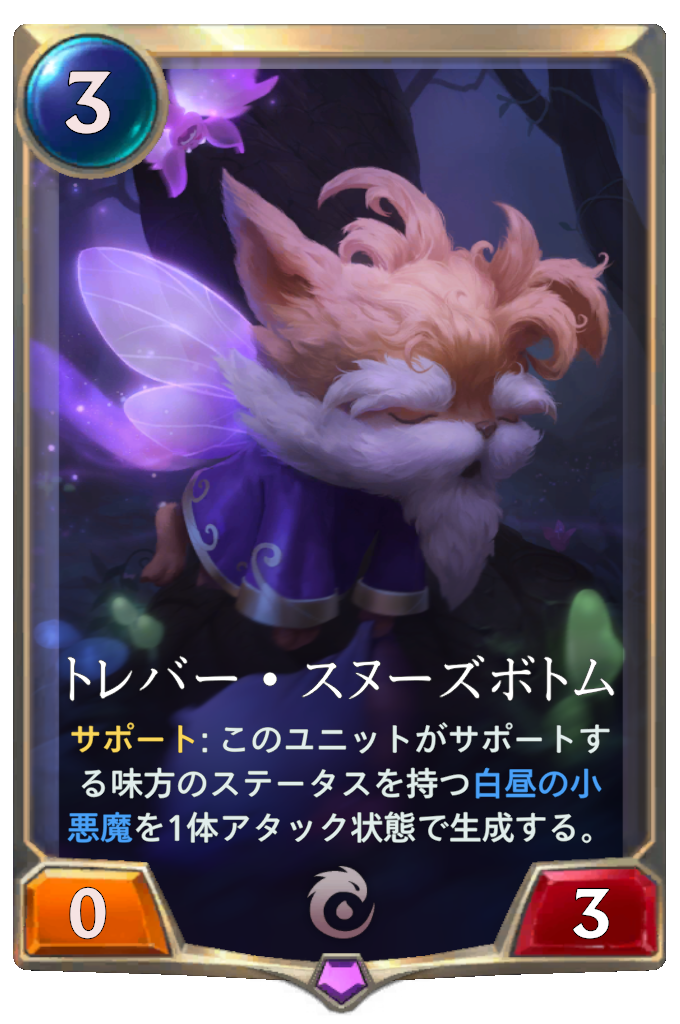 3
トレバー・スヌーズボトム
サポート: このユニットがサポートす
る味方のステータスを持つ白昼の小
悪魔を1体アタック状態で生成する。
0
3